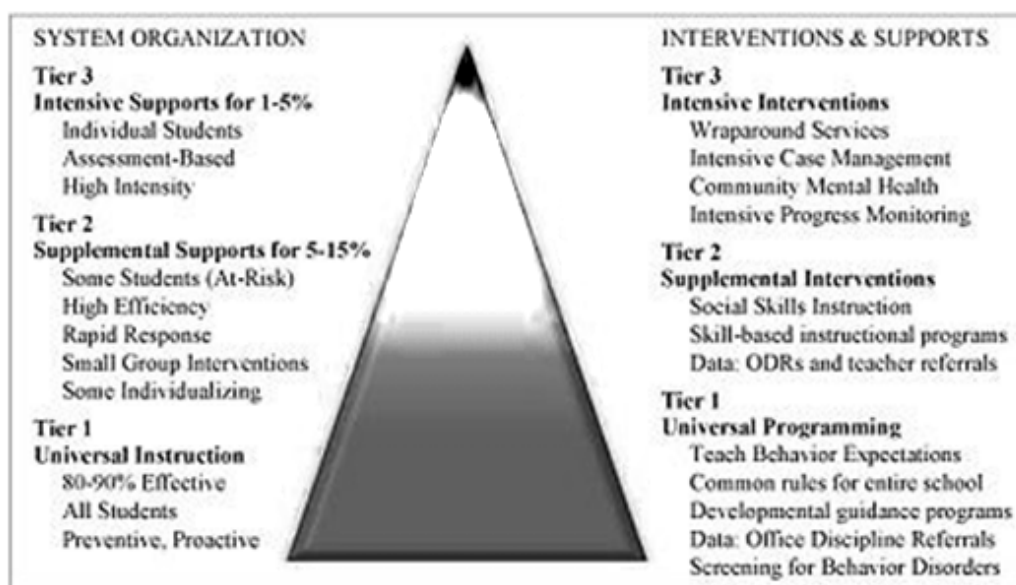 SYSTEM ORGANIZATION
Tier 3
Intensive Supports for 1-5%
Individual Students
Assessment-Based
High Intensity
Tier 2
Supplemental Supports for 5-15%
Some Students (At-Risk)
High Efficiency
Rapid Response
Small Group Interventions
Some Individualizing
Tier 1
Universal Instruction
80-90% Effective
All Students
Preventive, Proactive
INTERVENTIONS & SUPPORTS
Tier 3
Intensive Interventions
Wraparound Services
Intensive Case Management
Community Mental Health
Intensive Progress Monitoring
Tier 2
Supplemental Interventions
Social Skills Instruction
Skill-based instructional programs
Data: ODRs and teacher referrals
Tier 1
Universal Programming
Teach Behavior Expectations
Common rules for entire school
Developmental guidance programs
Data: Office Discipline Referrals
Screening for Behavior Disorders